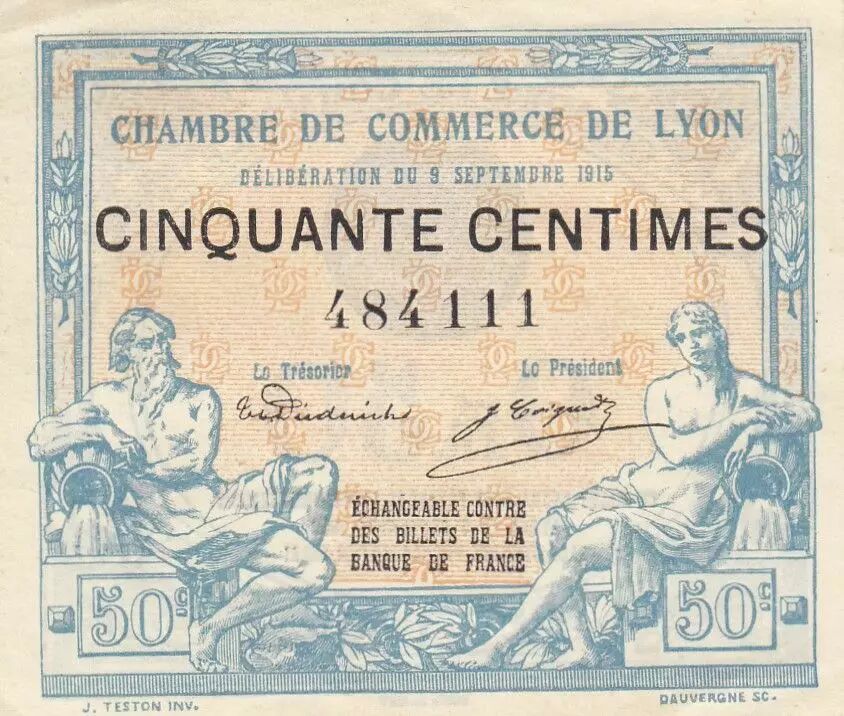 CHAMBRE DE COMMERCE DE LYON
DÉLIBÉRATION DU 9 SEPTEMBRE 1915
CINQUANTE CENTIMES
484111
Le Trésorier
Le Président
ÉCHANGEABLE CONTRE
DES BILLETS DE LA
BANQUE DE FRANCE
50c.
50c.
J. TESTON INV.
DAUVERGNE SC.